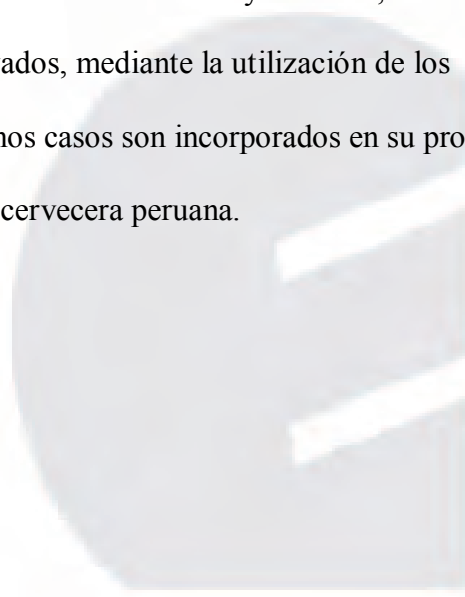 ados, mediante la utilización de los
nos casos son incorporados en su pro
cervecera peruana.